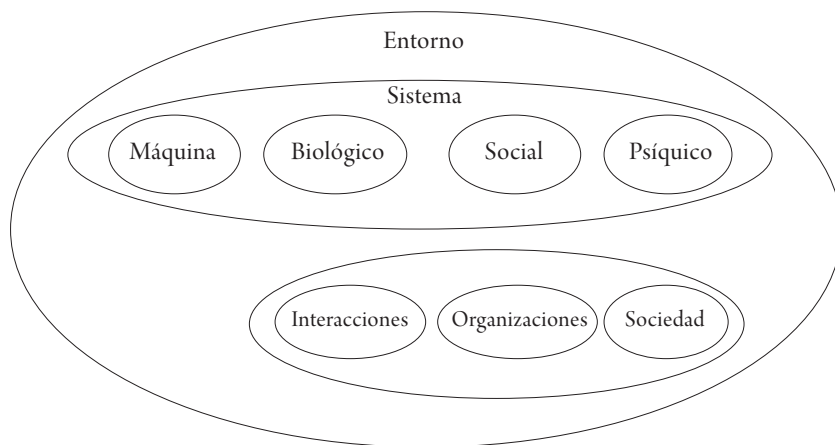 Entorno
Sistema
Máquina Biológico Social Psíquico
Interacciones Organizaciones Sociedad